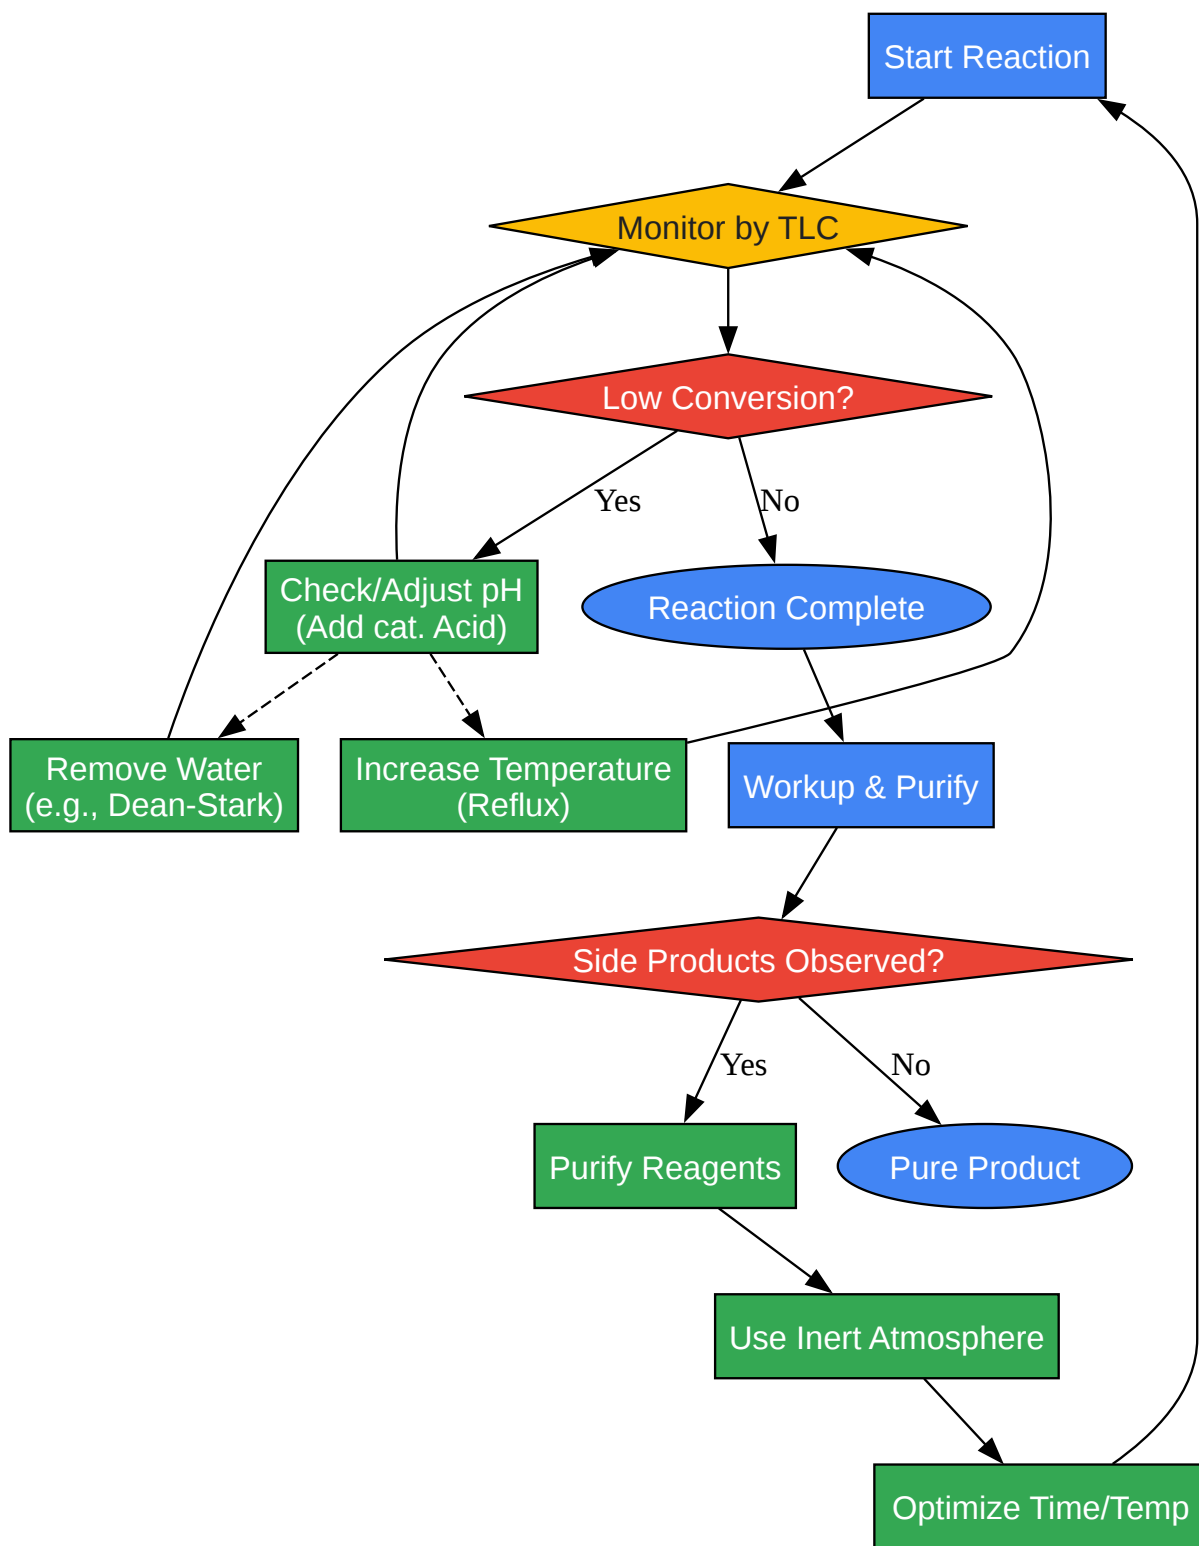 Start Reaction
Monitor by TLC
Low Conversion?
Yes
No
Check/Adjust pH
(Add cat. Acid)
Reaction Complete
Remove Water
(e.g., Dean-Stark)
Increase Temperature
(Reflux)
Workup & Purify
Side Products Observed?
Yes
No
Purify Reagents
Pure Product
Use Inert Atmosphere
Optimize Time/Temp